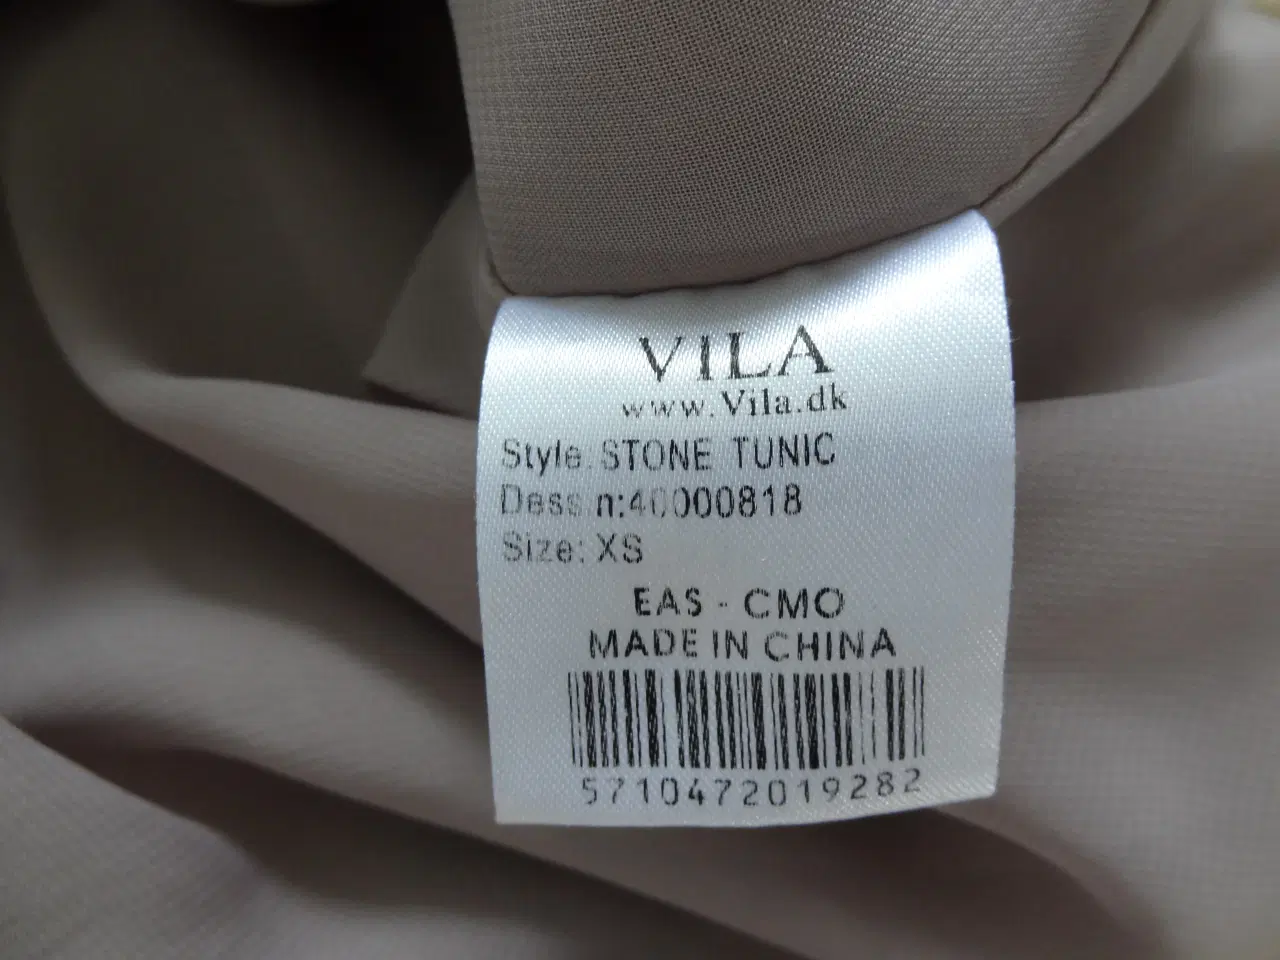 VILA
www.Vila.dk
Style: STONE TUNIC
Dess n:40000818
Size: XS
EAS - CMO
MADE IN CHINA
5710472019282